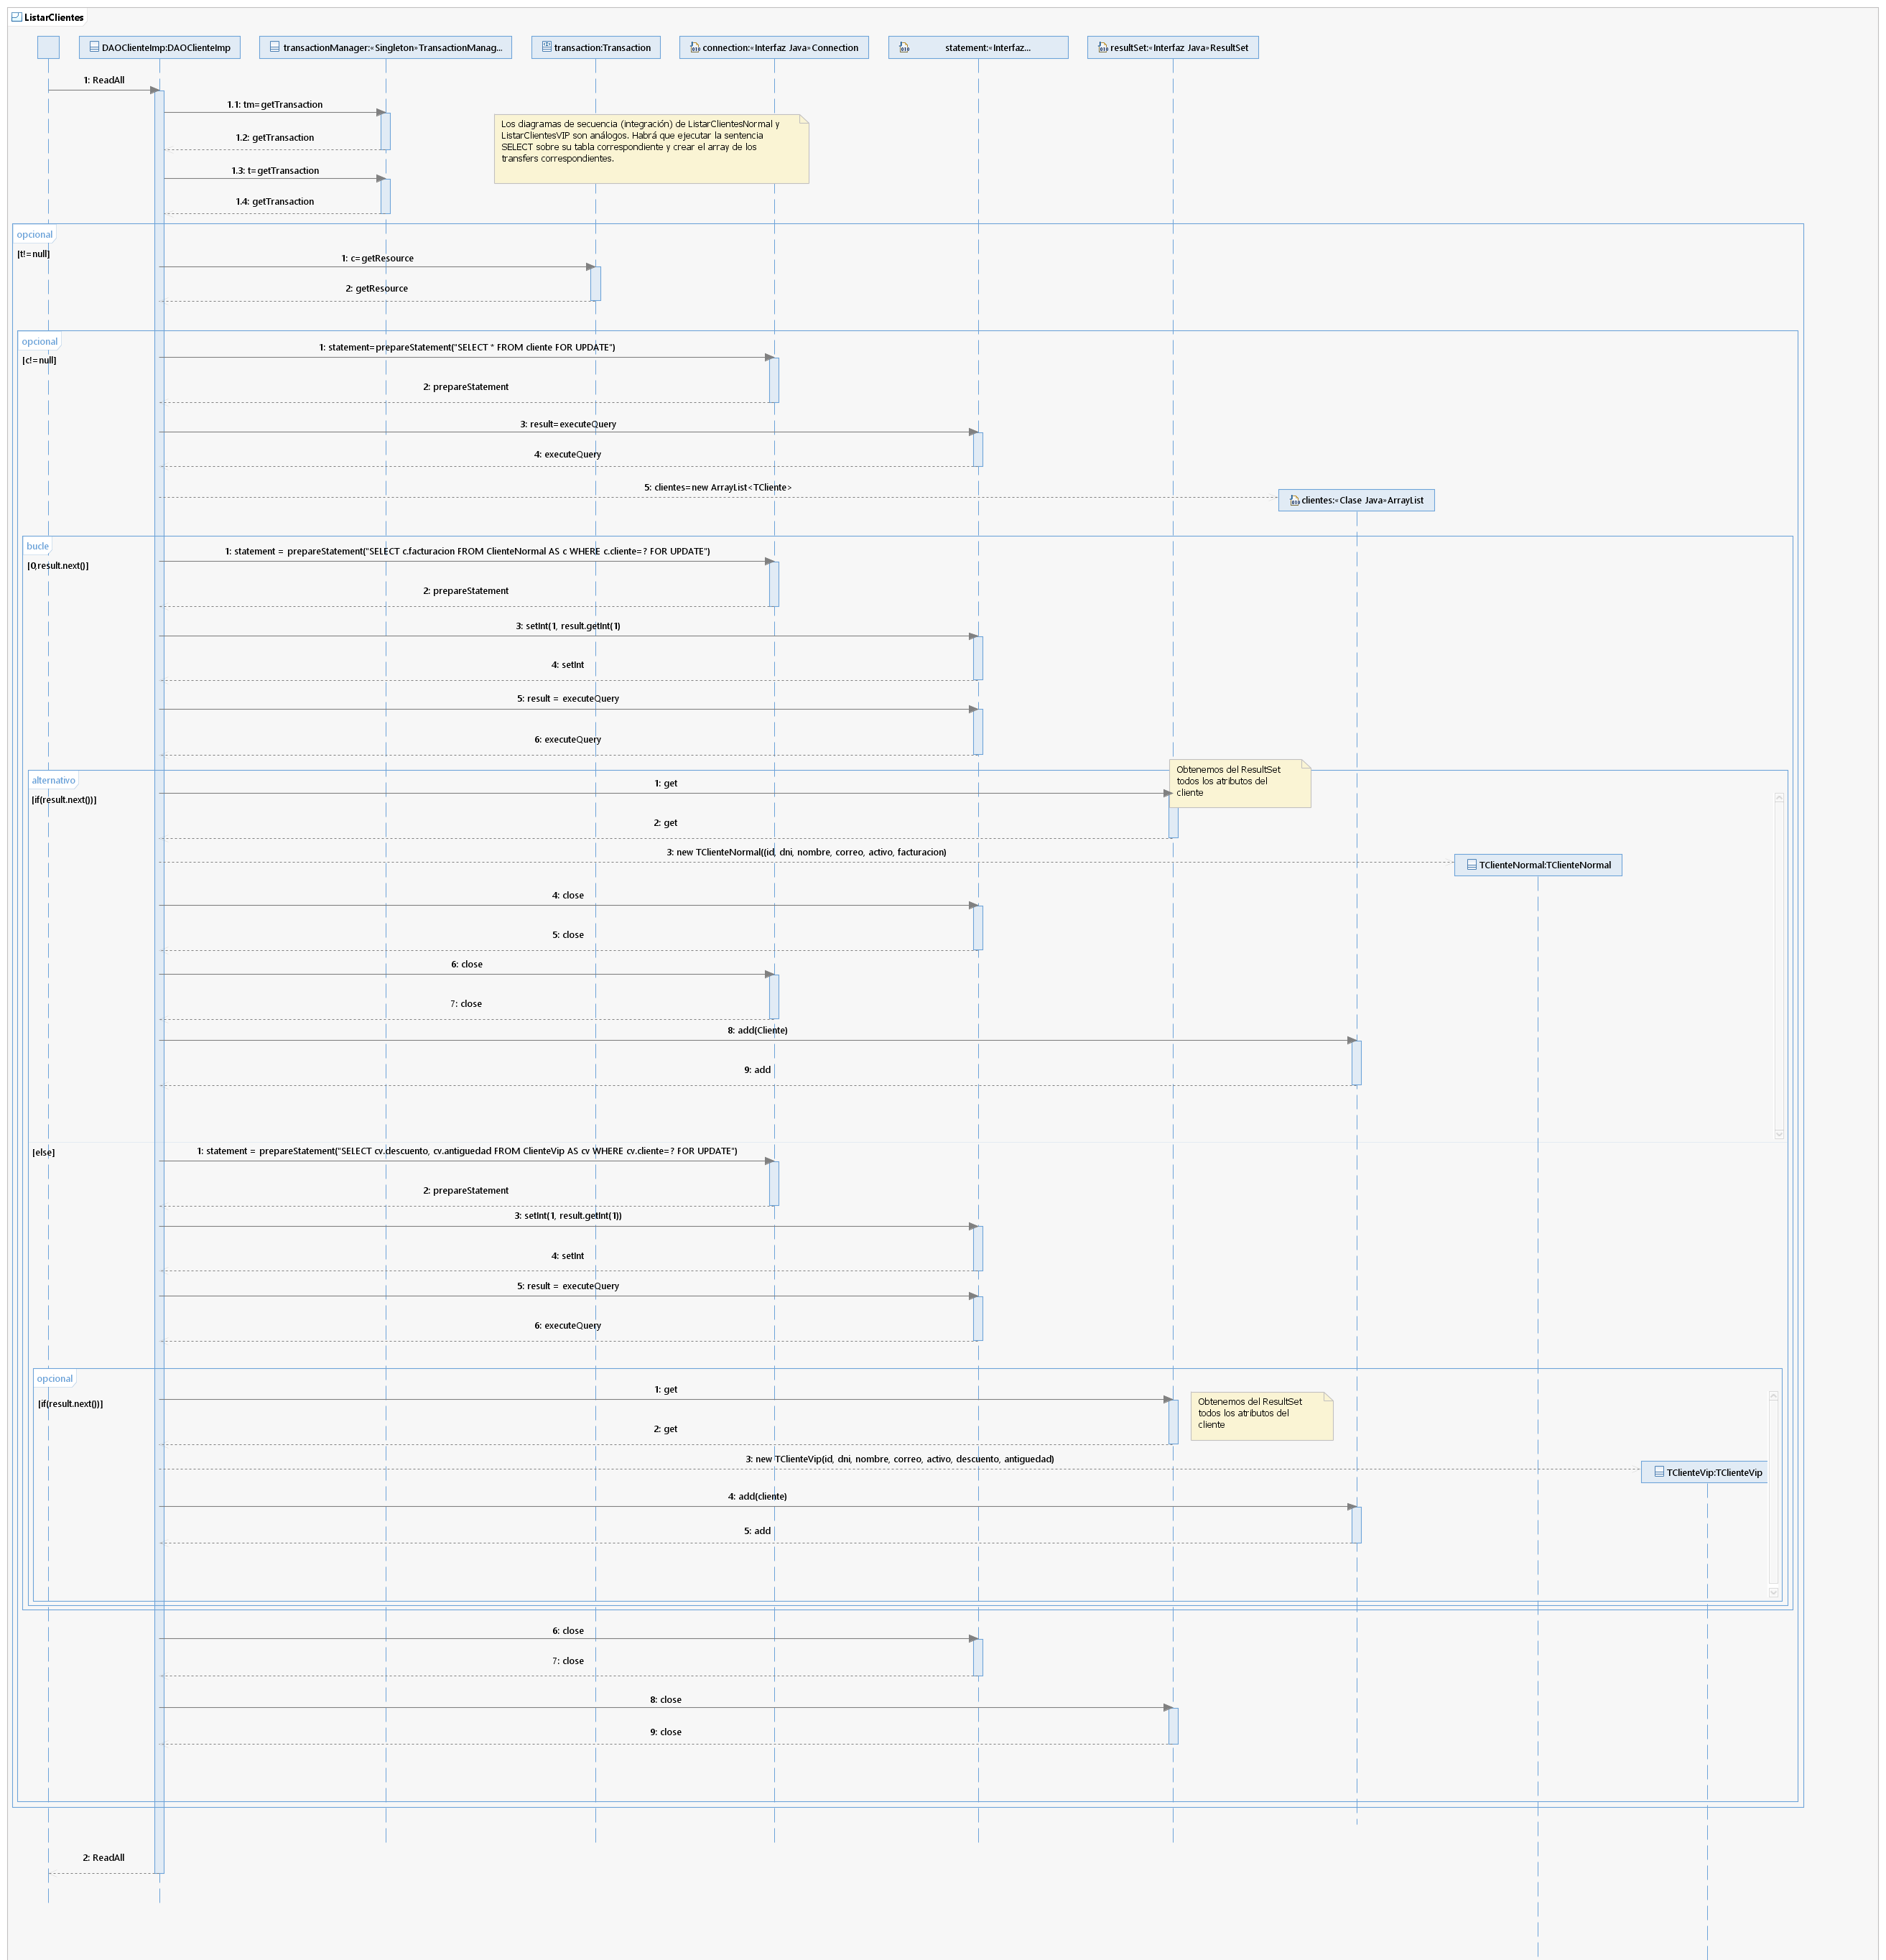 ListarClientes
DAOClienteImp:DAOClienteImp
transactionManager:«Singleton»TransactionManag...
transaction:Transaction
connection:«Interfaz Java»Connection
statement:«Interfaz...
resultSet:«Interfaz Java»ResultSet
1: ReadAll
1.1: tm=getTransaction
Los diagramas de secuencia (integración) de ListarClientesNormal y
ListarClientesVIP son análogos. Habrá que ejecutar la sentencia
SELECT sobre su tabla correspondiente y crear el array de los
transfers correspondientes.
1.2: getTransaction
1.3: t=getTransaction
1.4: getTransaction
opcional
[t!=null]
1: c=getResource
2: getResource
opcional
[c!=null]
1: statement=prepareStatement("SELECT * FROM cliente FOR UPDATE")
2: prepareStatement
3: result=executeQuery
4: executeQuery
5: clientes=new ArrayList<TCliente>
clientes:«Clase Java»ArrayList
bucle
[0,result.next()]
1: statement = prepareStatement("SELECT c.facturacion FROM ClienteNormal AS c WHERE c.cliente=? FOR UPDATE")
2: prepareStatement
3: setInt(1, result.getInt(1)
4: setInt
5: result = executeQuery
6: executeQuery
alternativo
[if(result.next())]
1: get
Obtenemos del ResultSet
todos los atributos del
cliente
2: get
3: new TClienteNormal((id, dni, nombre, correo, activo, facturacion)
TClienteNormal:TClienteNormal
4: close
5: close
6: close
7: close
8: add(Cliente)
9: add
[else]
1: statement = prepareStatement("SELECT cv.descuento, cv.antiguedad FROM ClienteVip AS cv WHERE cv.cliente=? FOR UPDATE")
2: prepareStatement
3: setInt(1, result.getInt(1))
4: setInt
5: result = executeQuery
6: executeQuery
opcional
[if(result.next())]
1: get
Obtenemos del ResultSet
todos los atributos del
cliente
2: get
3: new TClienteVip(id, dni, nombre, correo, activo, descuento, antiguedad)
TClienteVip:TClienteVip
4: add(cliente)
5: add
6: close
7: close
8: close
9: close
2: ReadAll